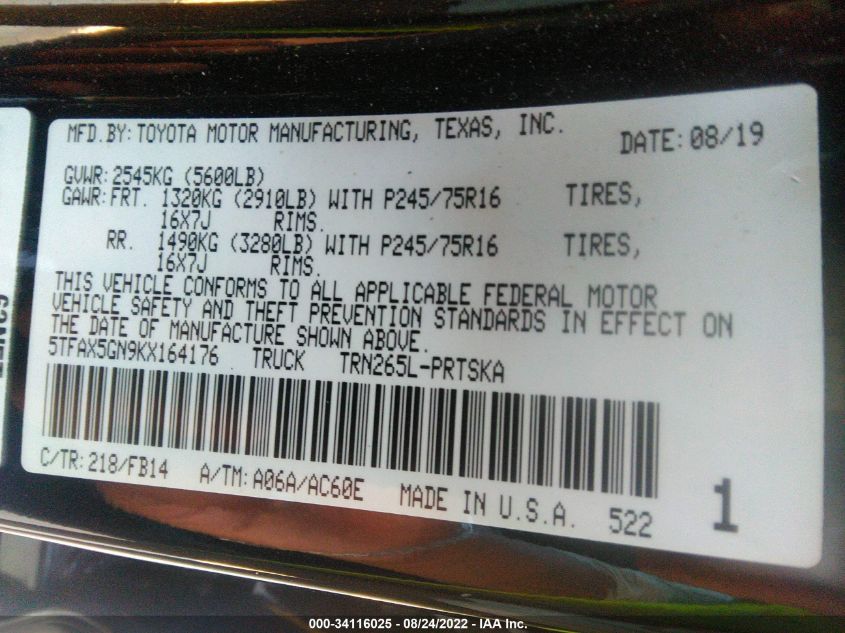 MFD.BY:TOYOTA MOTOR MANUFACTURING, TEXAS, INC. DATE:08/19
GVWR:2545KG (5600LB)
GAWR:FRT. 1320KG (2910LB) WITH P245/75R16 TIRES,
16X7J RIMS.
RR. 1490KG (3280LB) WITH P245/75R16 TIRES,
16X7J RIMS.
THIS VEHICLE CONFORMS TO ALL APPLICABLE FEDERAL MOTOR
VEHICLE SAFETY AND THEFT PREVENTION STANDARDS IN EFFECT ON
THE DATE OF MANUFACTURE SHOWN ABOVE.
5TFAX5GN9KX164176 TRUCK TRN265L-PRTSKA
C/TR:218/FB14 A/TM:A06A/AC60E MADE IN U.S.A. 522 1
000-34116025 - 08/24/2022 - IAA Inc.